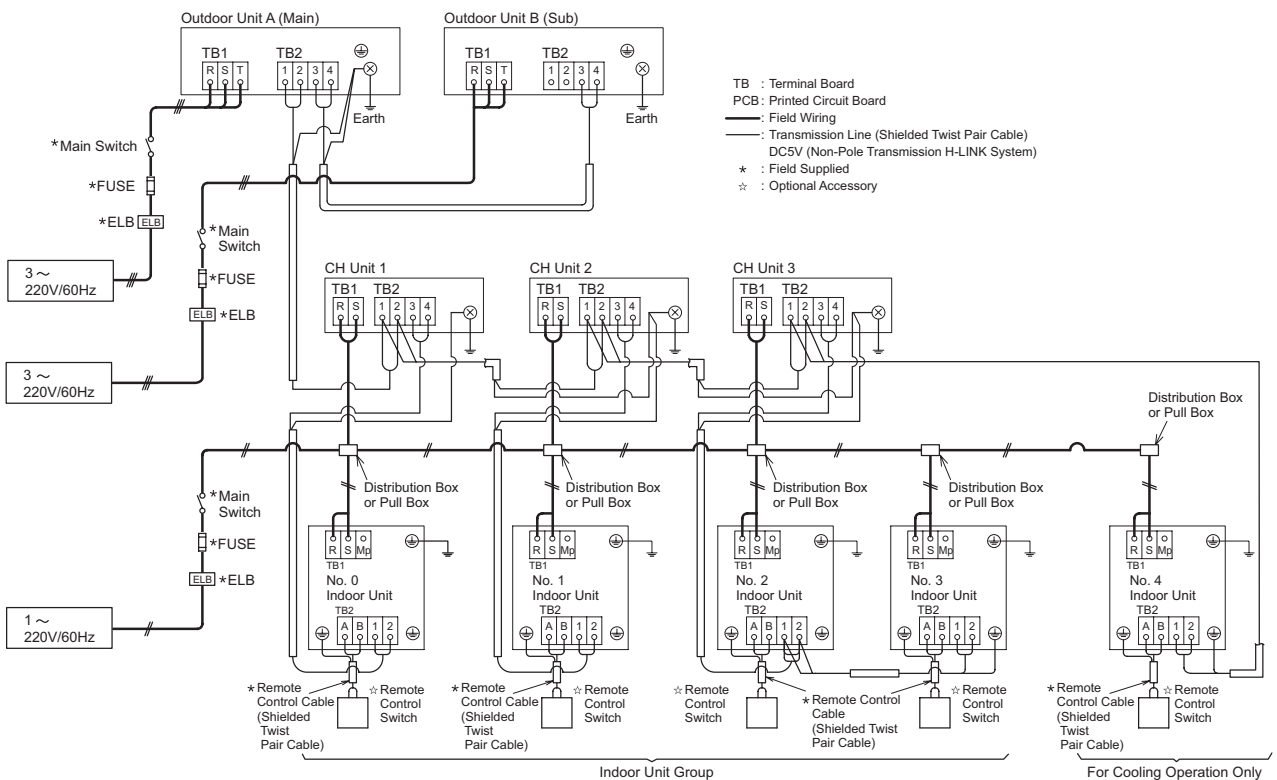 Outdoor Unit A (Main)
TB1
TB2
R S T
1 2 3 4
Earth
Outdoor Unit B (Sub)
TB1
TB2
R S T
1 2 3 4
Earth
TB : Terminal Board
PCB : Printed Circuit Board
: Field Wiring
: Transmission Line (Shielded Twist Pair Cable)
DC5V (Non-Pole Transmission H-LINK System)
* : Field Supplied
☆ : Optional Accessory
*Main Switch
*FUSE
*ELB ELB
3～
220V/60Hz
*Main
Switch
*FUSE
ELB *ELB
3～
220V/60Hz
CH Unit 1
TB1 TB2
R S 1 2 3 4
CH Unit 2
TB1 TB2
R S 1 2 3 4
CH Unit 3
TB1 TB2
R S 1 2 3 4
Distribution Box
or Pull Box
*Main
Switch
*FUSE
ELB *ELB
1～
220V/60Hz
Distribution Box
or Pull Box
Distribution Box
or Pull Box
Distribution Box
or Pull Box
Distribution Box
or Pull Box
R S Mp
TB1
No. 0
Indoor Unit
TB2
A B 1 2
R S Mp
TB1
No. 1
Indoor Unit
TB2
A B 1 2
R S Mp
TB1
No. 2
Indoor Unit
TB2
A B 1 2
R S Mp
TB1
No. 3
Indoor Unit
TB2
A B 1 2
R S Mp
TB1
No. 4
Indoor Unit
TB2
A B 1 2
*Remote
Control Cable
(Shielded
Twist
Pair Cable)
☆Remote
Control
Switch
*Remote
Control Cable
(Shielded
Twist
Pair Cable)
☆Remote
Control
Switch
☆Remote
Control
Switch
*Remote Control
Cable
(Shielded Twist
Pair Cable)
☆Remote
Control
Switch
*Remote
Control Cable
(Shielded
Twist
Pair Cable)
☆Remote
Control
Switch
Indoor Unit Group
For Cooling Operation Only